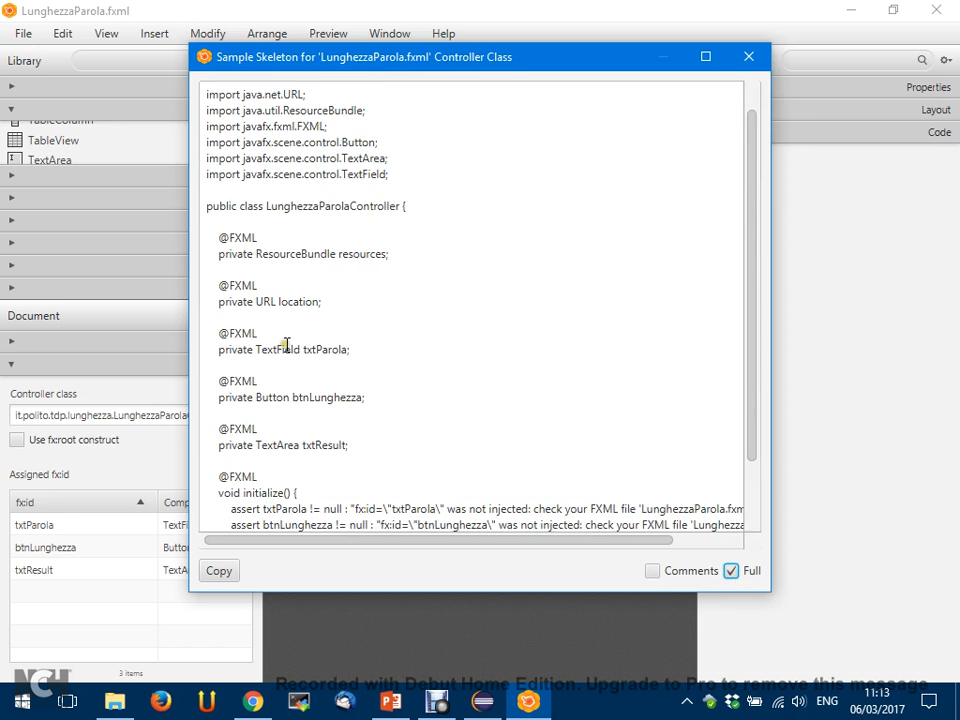 LunghezzaParola.fxml
File Edit View Insert Arrange Preview Window Help
Library
TableColumn
TableView
TextArea
Document
Controller class
it.polito.tdp.lunghezza.LunghezzaParola
Use fx:root construct
Assigned fx:id
fx:id
txtParola TextFi
btnLunghezza Button
txtResult TextA
3 items
Properties
Layout
Code
Sample Skeleton for 'LunghezzaParola.fxml' Controller Class
import java.net.URL;
import java.util.ResourceBundle;
import javafx.fxml.FXML;
import javafx.scene.control.Button;
import javafx.scene.control.TextArea;
import javafx.scene.control.TextField;
public class LunghezzaParolaController {
@FXML
private ResourceBundle resources;
@FXML
private URL location;
@FXML
private TextField txtParola;
@FXML
private Button btnLunghezza;
@FXML
private TextArea txtResult;
@FXML
void initialize() {
assert txtParola != null : "fx:id=\"txtParola\" was not injected: check your FXML file 'LunghezzaParola.fxm
assert btnLunghezza != null : "fx:id=\"btnLunghezza\" was not injected: check your FXML file 'Lunghezza
Copy Comments Full
Recorded with Debut Home Edition. Upgrade to Pro to remove this message
NCH
ENG
11:13
06/03/2017